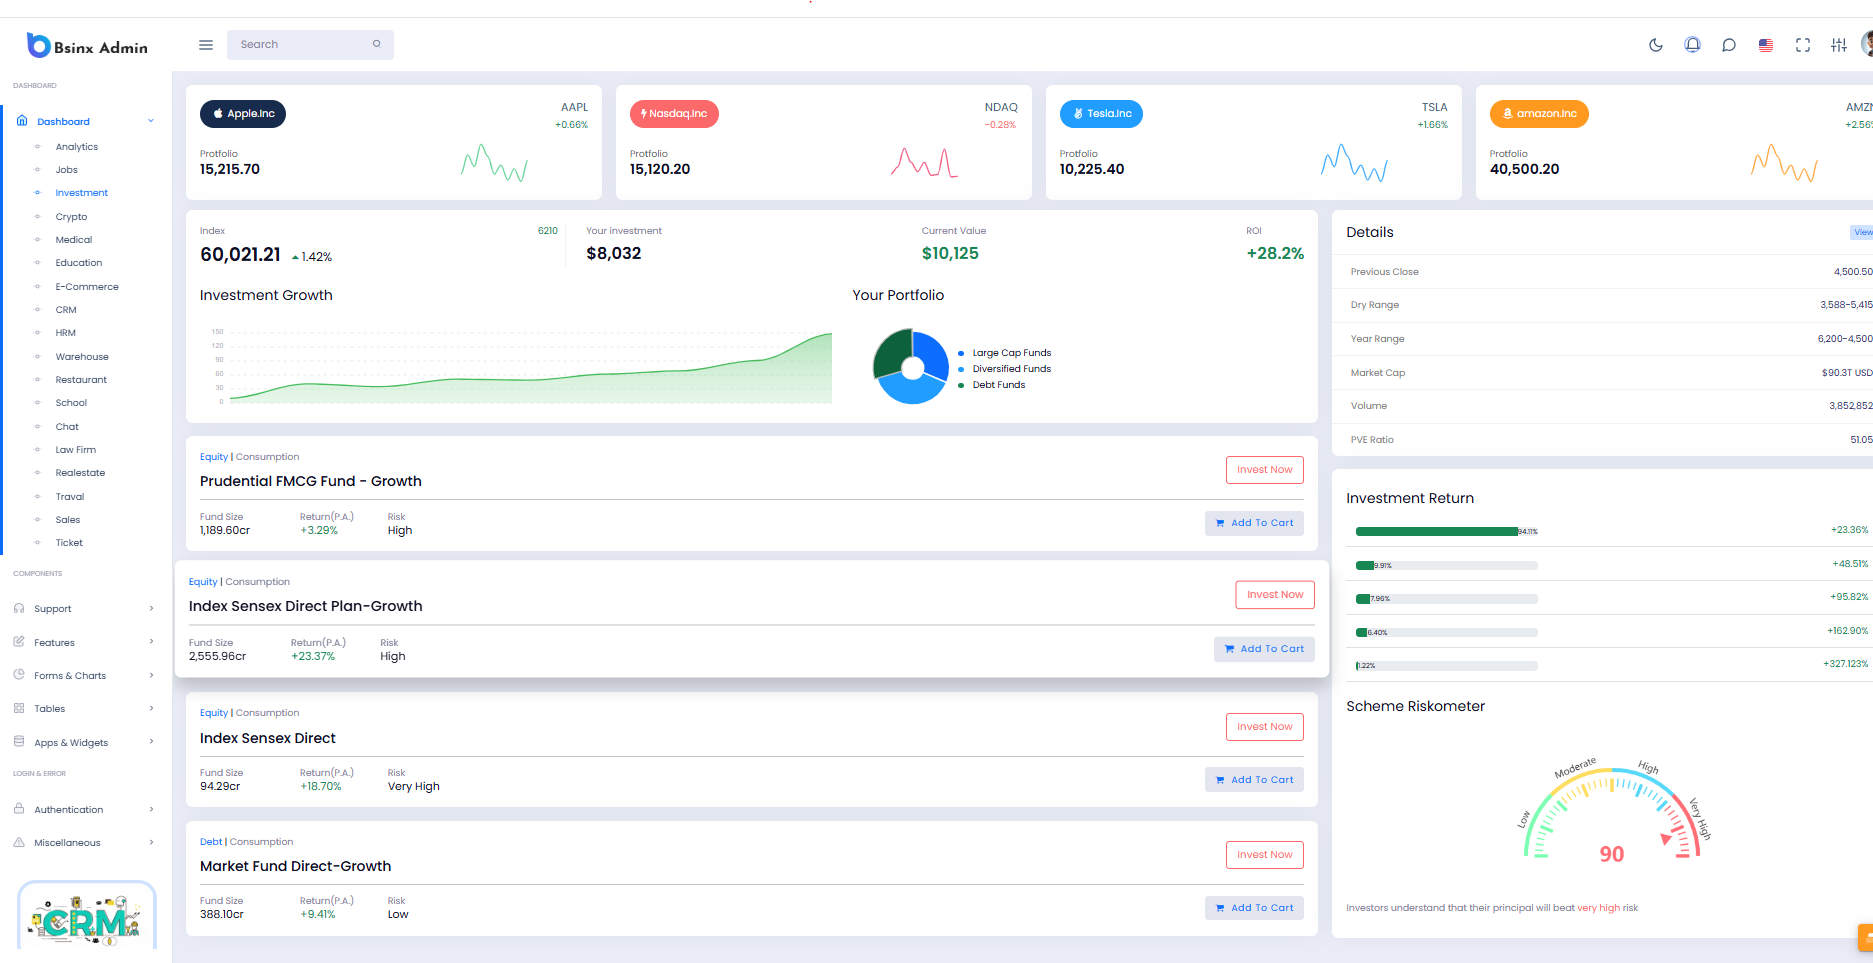 Bsinx Admin
Search
DASHBOARD
Dashboard
Analytics
Jobs
Investment
Crypto
Medical
Education
E-Commerce
CRM
HRM
Warehouse
Restaurant
School
Chat
Law Firm
Realestate
Traval
Sales
Ticket
COMPONENTS
Support
Features
Forms & Charts
Tables
Apps & Widgets
LOGIN & ERROR
Authentication
Miscellaneous
CRM
Apple.Inc AAPL
+0.66%
Protfolio
15,215.70
Nasdaq.inc NDAQ
-0.28%
Protfolio
15,120.20
Tesla.inc TSLA
+1.66%
Protfolio
10,225.40
amazon.inc AMZN
+2.56%
Protfolio
40,500.20
Index 6210
60,021.21 1.42%
Your investment
$8,032
Current Value
$10,125
ROI
+28.2%
Investment Growth
150
120
90
60
30
0
Your Portfolio
Large Cap Funds
Diversified Funds
Debt Funds
Equity | Consumption
Prudential FMCG Fund - Growth
Invest Now
Fund Size Return(P.A.) Risk
1,189.60cr +3.29% High
Add To Cart
Equity | Consumption
Index Sensex Direct Plan-Growth
Invest Now
Fund Size Return(P.A.) Risk
2,555.96cr +23.37% High
Add To Cart
Equity | Consumption
Index Sensex Direct
Invest Now
Fund Size Return(P.A.) Risk
94.29cr +18.70% Very High
Add To Cart
Debt | Consumption
Market Fund Direct-Growth
Invest Now
Fund Size Return(P.A.) Risk
388.10cr +9.41% Low
Add To Cart
Details View
Previous Close 4,500.50
Dry Range 3,588-5,415
Year Range 6,200-4,500
Market Cap $90.3T USD
Volume 3,852,852
PVE Ratio 51.05
Investment Return
94.11% +23.36%
9.91% +48.51%
7.96% +95.82%
6.40% +162.90%
1.22% +327.123%
Scheme Riskometer
Low
Moderate
High
Very High
90
Investors understand that their principal will beat very high risk